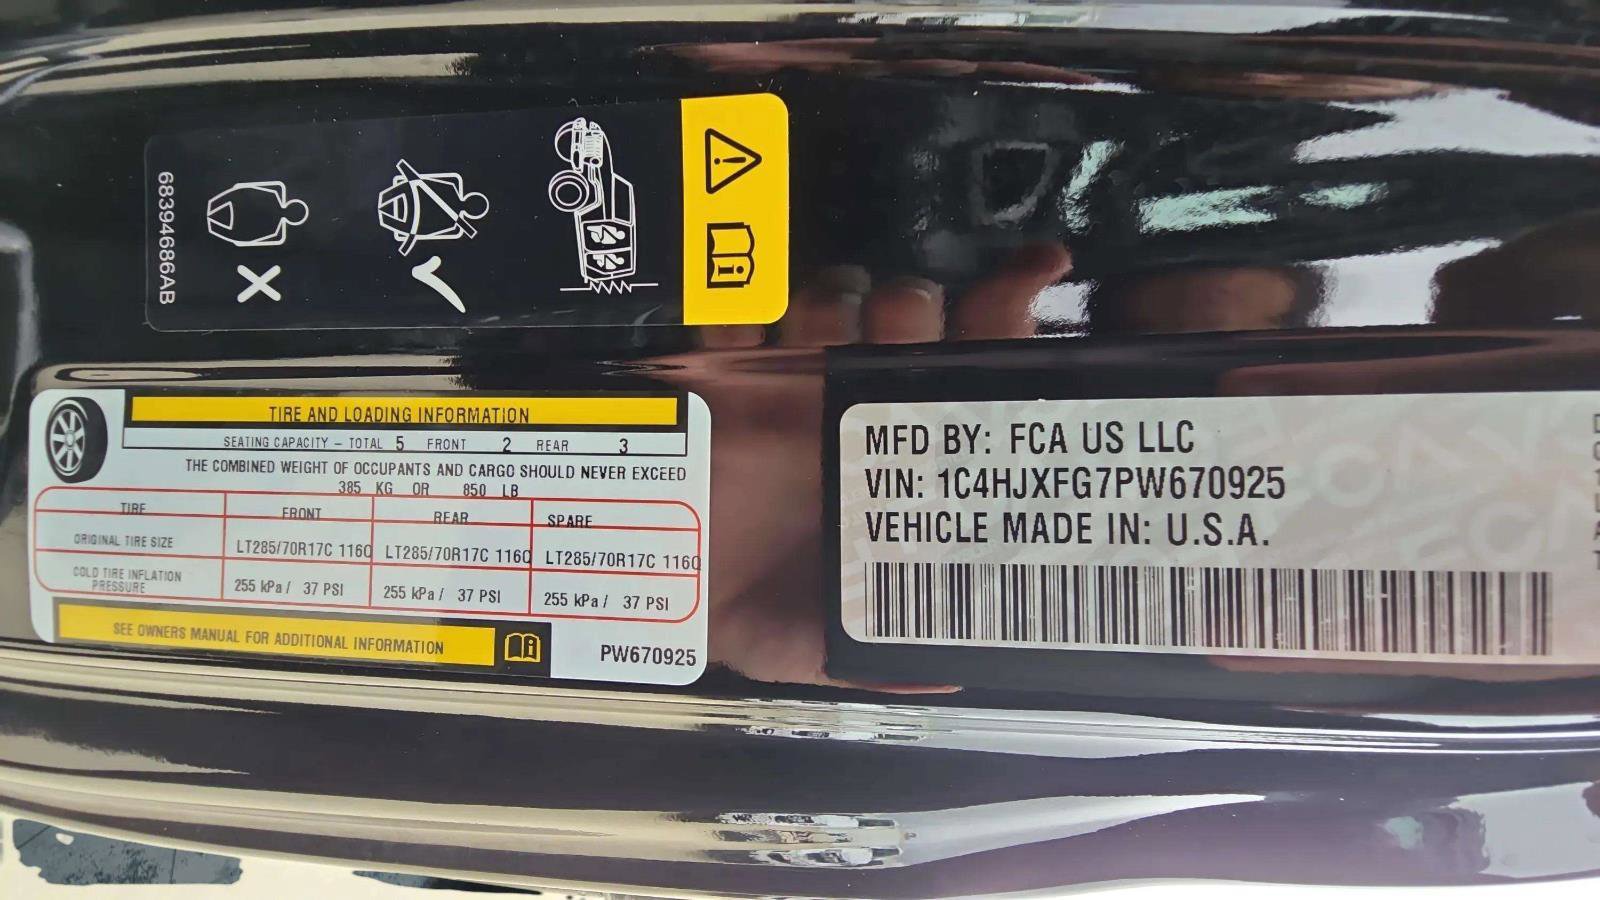 68394686AB
TIRE AND LOADING INFORMATION
SEATING CAPACITY – TOTAL 5 FRONT 2 REAR 3
THE COMBINED WEIGHT OF OCCUPANTS AND CARGO SHOULD NEVER EXCEED
385 KG OR 850 LB
TIRE FRONT REAR SPARE
ORIGINAL TIRE SIZE LT285/70R17C 116Q LT285/70R17C 116Q LT285/70R17C 116Q
COLD TIRE INFLATION
PRESSURE 255 kPa / 37 PSI 255 kPa / 37 PSI 255 kPa / 37 PSI
SEE OWNERS MANUAL FOR ADDITIONAL INFORMATION
PW670925
MFD BY: FCA US LLC
VIN: 1C4HJXFG7PW670925
VEHICLE MADE IN: U.S.A.